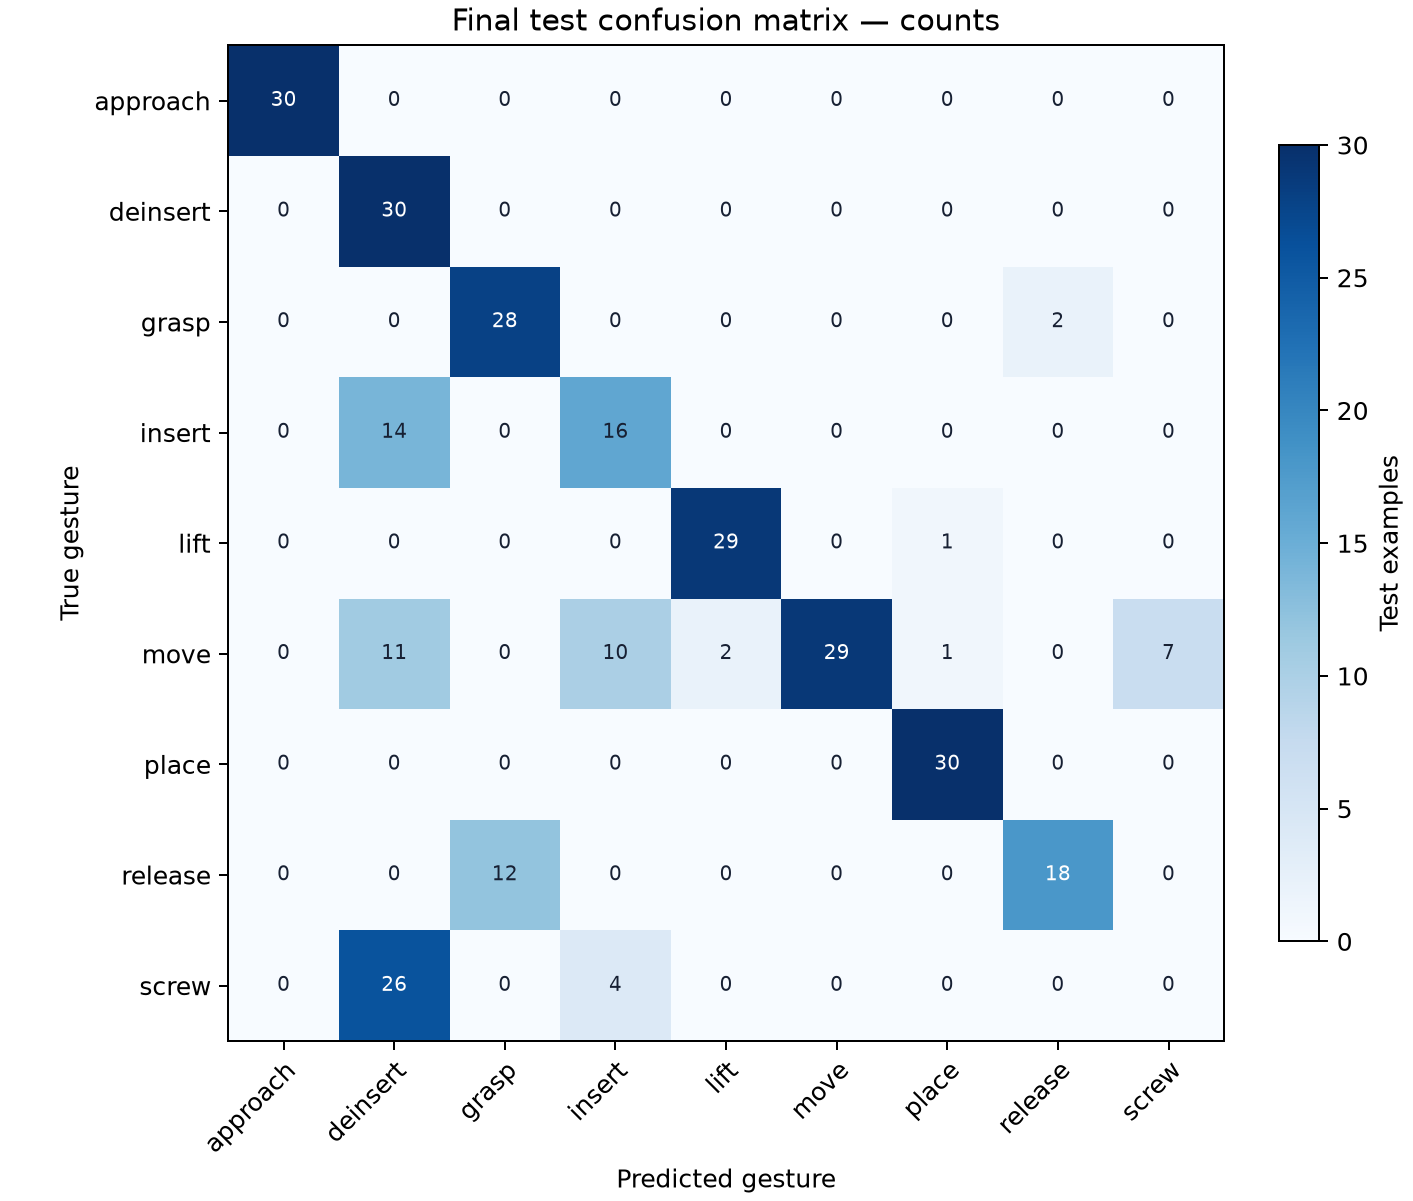 Final test confusion matrix — counts
approach 30 0 0 0 0 0 0 0 0
deinsert 0 30 0 0 0 0 0 0 0
grasp 0 0 28 0 0 0 0 2 0
insert 0 14 0 16 0 0 0 0 0
lift 0 0 0 0 29 0 1 0 0
move 0 11 0 10 2 29 1 0 7
place 0 0 0 0 0 0 30 0 0
release 0 0 12 0 0 0 0 18 0
screw 0 26 0 4 0 0 0 0 0
approach deinsert grasp insert lift move place release screw
Predicted gesture
True gesture
30
25
20
15
10
5
0
Test examples